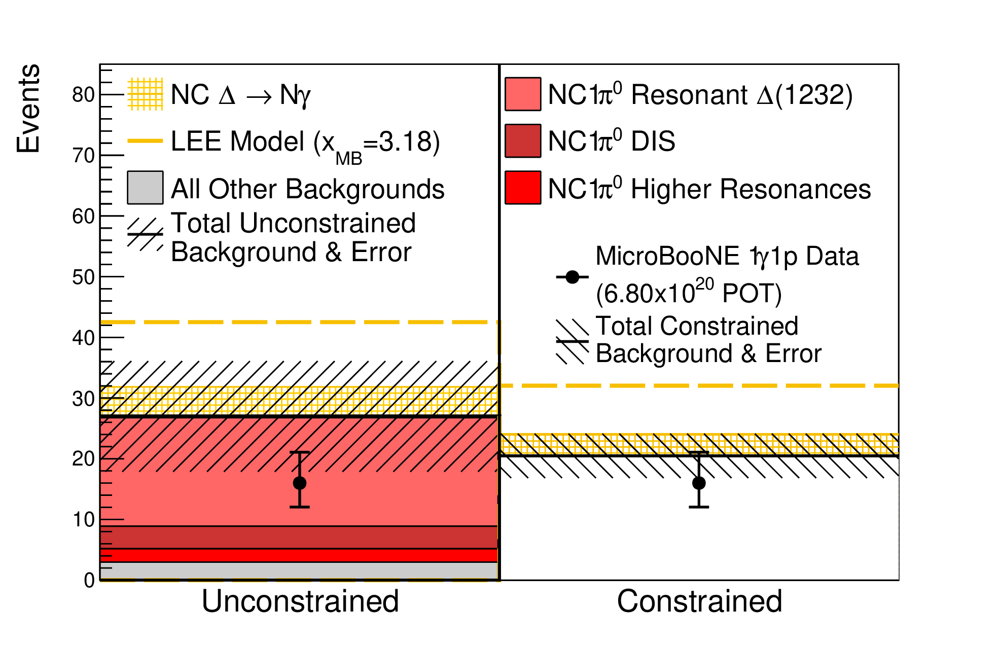 Events
80
70
60
50
40
30
20
10
0
NC Δ → Nγ
LEE Model (x_MB=3.18)
All Other Backgrounds
Total Unconstrained
Background & Error
NC1π⁰ Resonant Δ(1232)
NC1π⁰ DIS
NC1π⁰ Higher Resonances
MicroBooNE 1γ1p Data
(6.80x10²⁰ POT)
Total Constrained
Background & Error
Unconstrained
Constrained